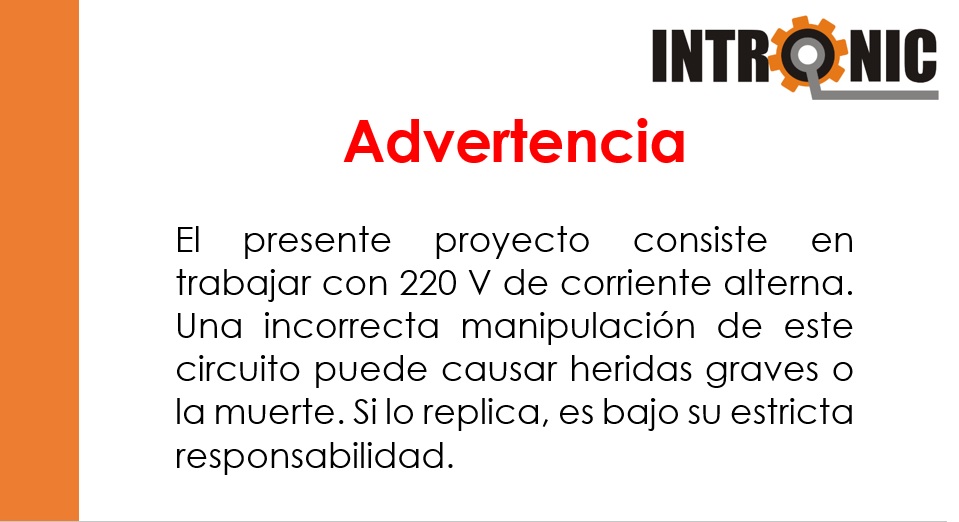 INTRONIC
Advertencia
El presente proyecto consiste en
trabajar con 220 V de corriente alterna.
Una incorrecta manipulación de este
circuito puede causar heridas graves o
la muerte. Si lo replica, es bajo su estricta
responsabilidad.